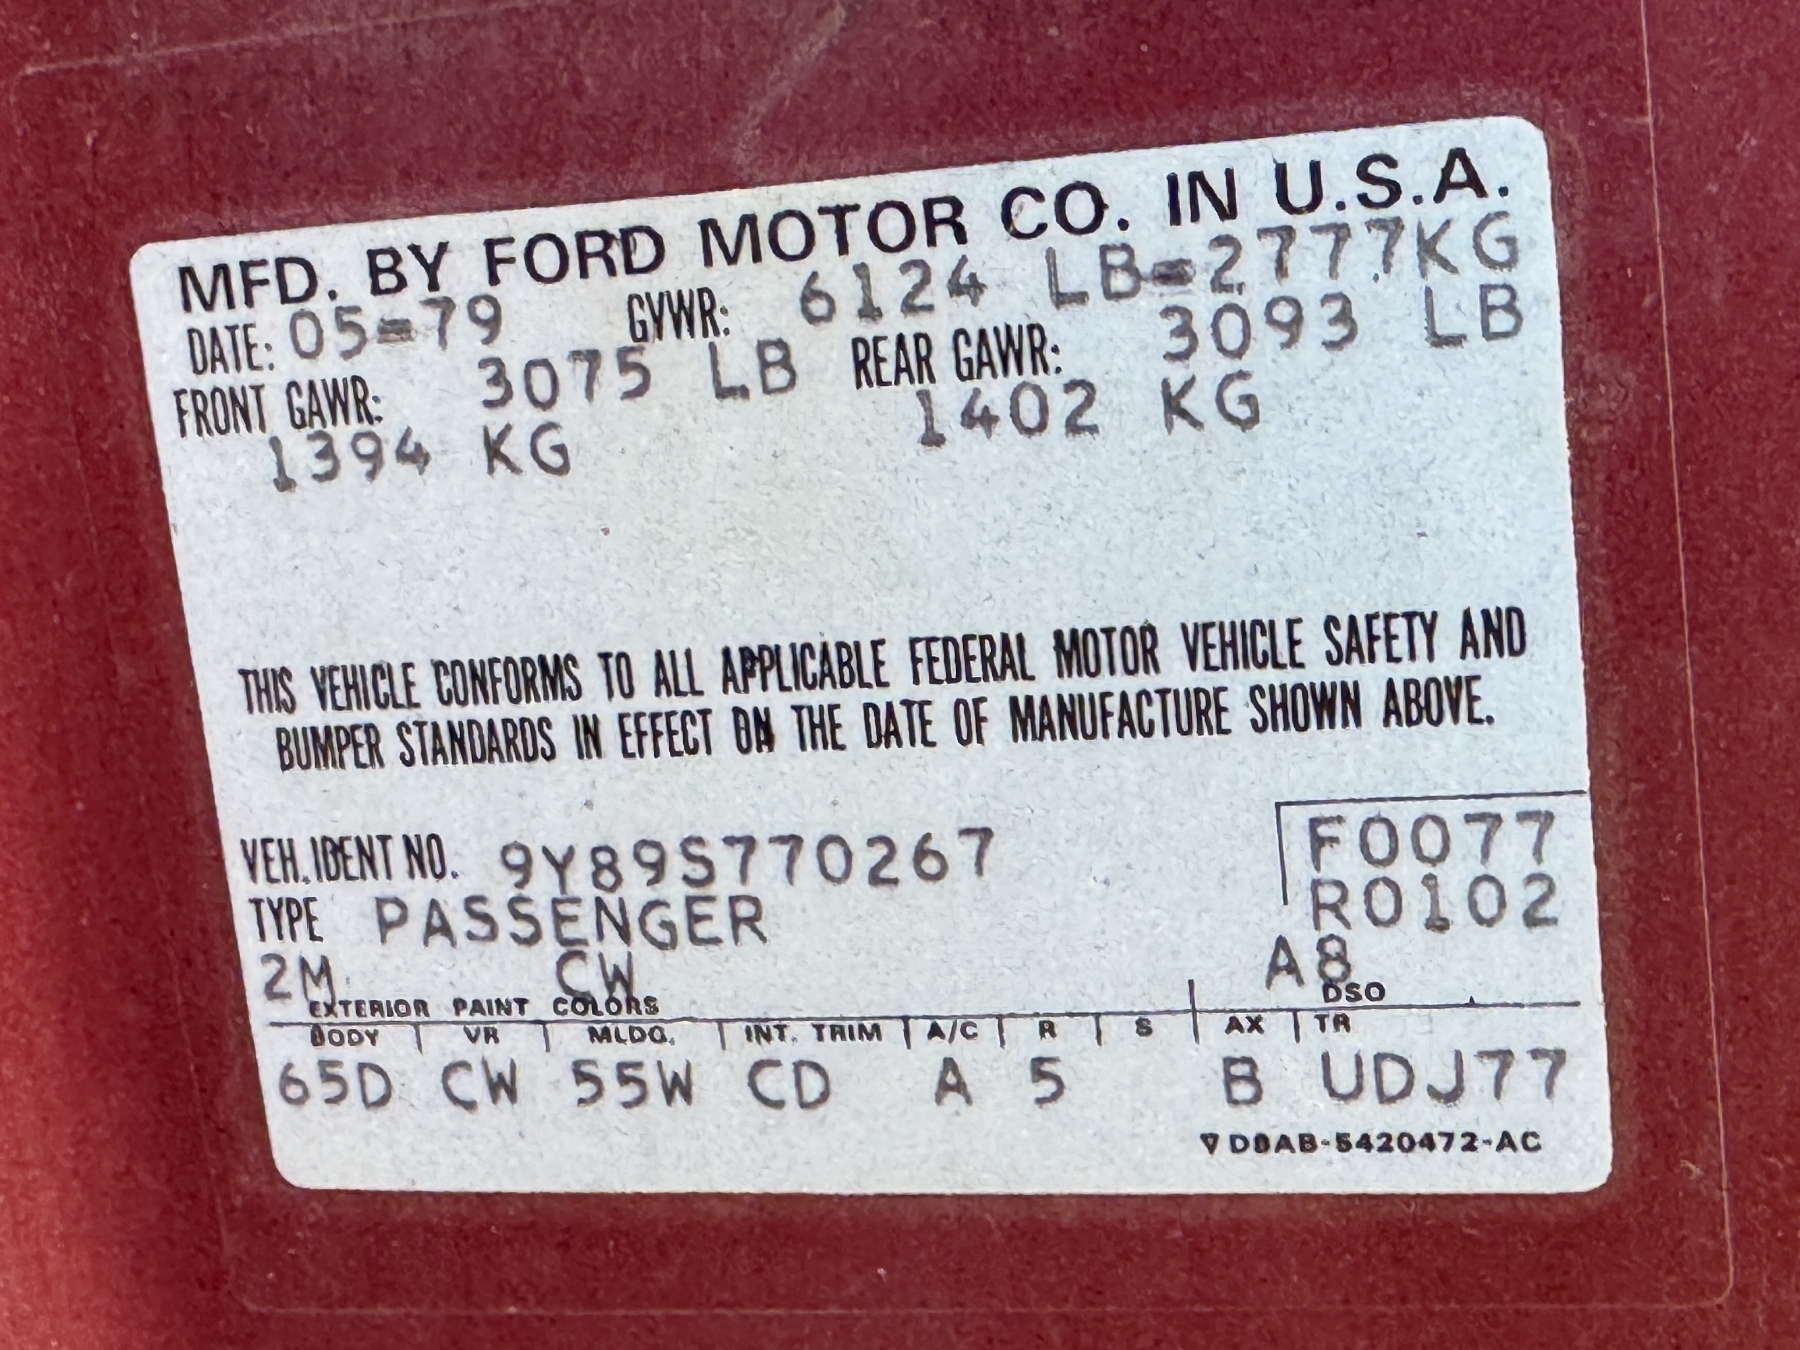 MFD. BY FORD MOTOR CO. IN U.S.A.
DATE: 05-79 GVWR: 6124 LB=2777KG
FRONT GAWR: 3075 LB REAR GAWR: 3093 LB
1394 KG 1402 KG
THIS VEHICLE CONFORMS TO ALL APPLICABLE FEDERAL MOTOR VEHICLE SAFETY AND
BUMPER STANDARDS IN EFFECT ON THE DATE OF MANUFACTURE SHOWN ABOVE.
VEH. IDENT NO. 9Y89S770267 F0077
TYPE PASSENGER R0102
2M CW A8
EXTERIOR PAINT COLORS DSO
BODY VR MLDG. INT. TRIM A/C R S AX TR
65D CW 55W CD A 5 B UDJ77
▽ D8AB-5420472-AC